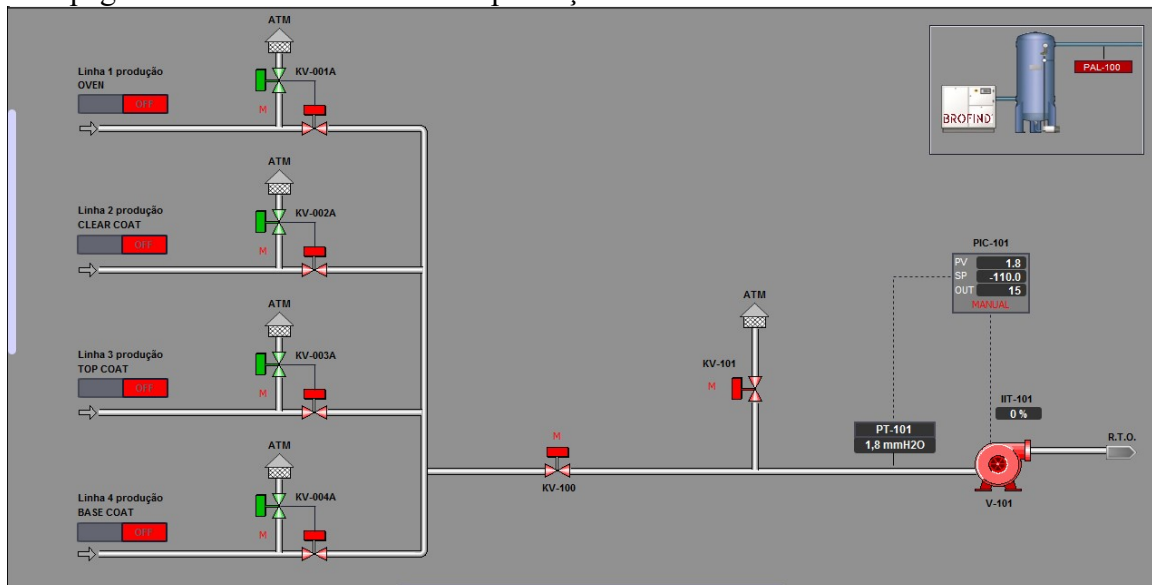 ATM
Linha 1 produção
OVEN
OFF
KV-001A
M
ATM
Linha 2 produção
CLEAR COAT
OFF
KV-002A
M
ATM
Linha 3 produção
TOP COAT
OFF
KV-003A
M
ATM
Linha 4 produção
BASE COAT
OFF
KV-004A
M
M
KV-100
ATM
KV-101
M
PT-101
1,8 mmH2O
PIC-101
PV 1.8
SP -110.0
OUT 15
MANUAL
IIT-101
0 %
V-101
R.T.O.
BROFIND
PAL-100